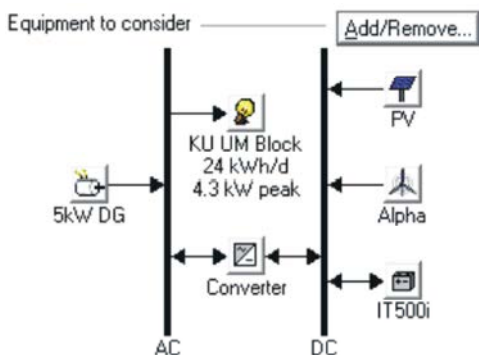 Equipment to consider
Add/Remove...
KU UM Block
24 kWh/d
4.3 kW peak
PV
5kW DG
Alpha
Converter
IT500i
AC
DC